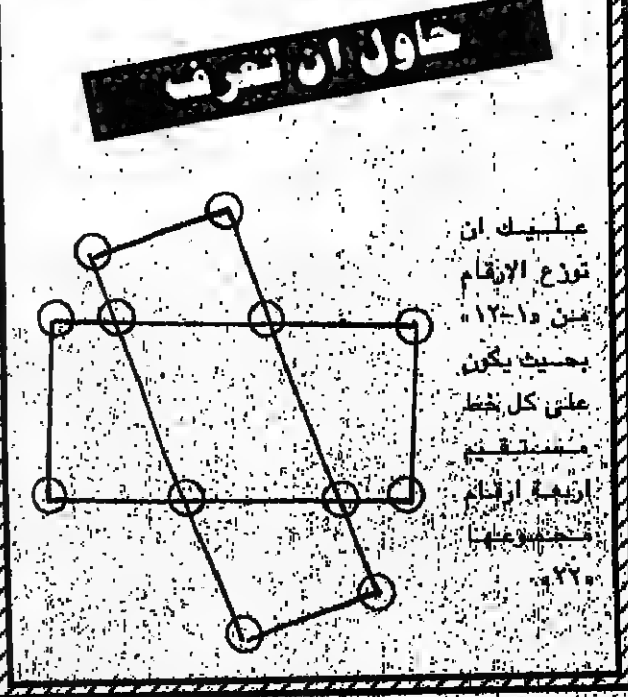 حاول ان تعرف
عليك ان
توزع الارقام
من «١-١٢»
بحيث يكون
على كل خط
مستقيم
اربعة ارقام
مجموعها
«٢٢»